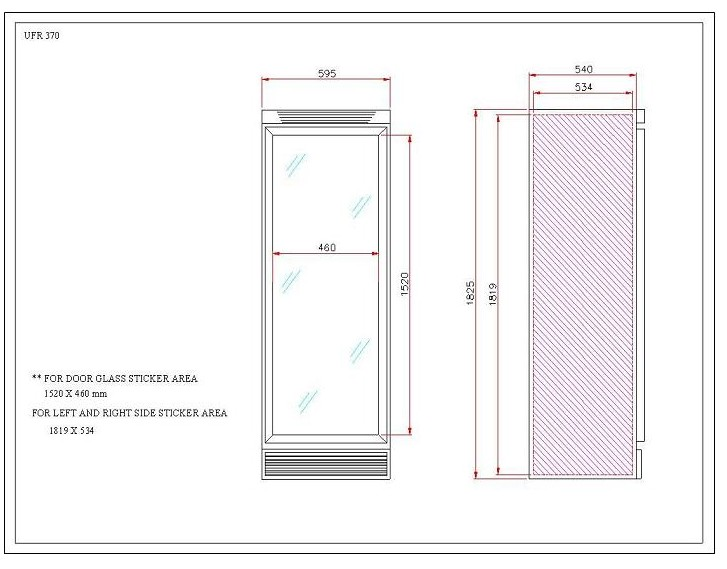 UFR 370
595
540
534
460
1520
1825
1819
** FOR DOOR GLASS STICKER AREA
1520 X 460 mm
FOR LEFT AND RIGHT SIDE STICKER AREA
1819 X 534